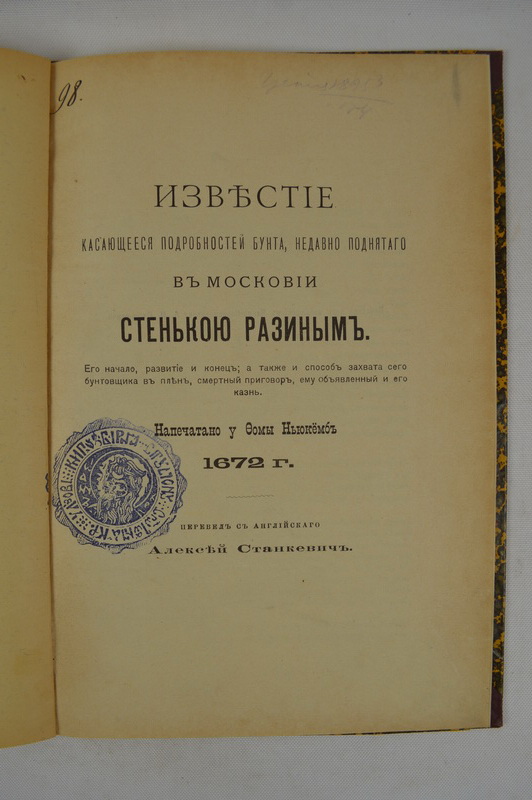 98.
ИЗВѢСТІЕ
КАСАЮЩЕЕСЯ ПОДРОБНОСТЕЙ БУНТА, НЕДАВНО ПОДНЯТАГО
ВЪ МОСКОВІИ
СТЕНЬКОЮ РАЗИНЫМЪ.
Его начало, развитіе и конецъ; а также и способъ захвата сего
бунтовщика въ плѣнъ, смертный приговоръ, ему объявленный и его
казнь.
Напечатано у Ѳомы Ньюкёмбъ
1672 г.
ПЕРЕВЕЛЪ СЪ АНГЛІЙСКАГО
Алексѣй Станкевичъ.